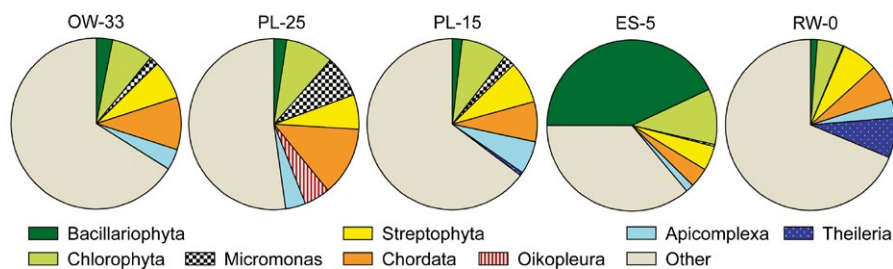 OW-33 PL-25 PL-15 ES-5 RW-0
Bacillariophyta Streptophyta Apicomplexa Theileria
Chlorophyta Micromonas Chordata Oikopleura Other